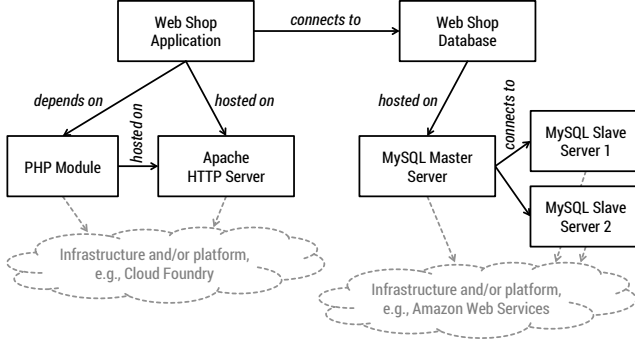 Web Shop
Application
connects to
Web Shop
Database
depends on
hosted on
hosted on
hosted on
connects to
PHP Module
Apache
HTTP Server
MySQL Master
Server
MySQL Slave
Server 1
MySQL Slave
Server 2
Infrastructure and/or platform,
e.g., Cloud Foundry
Infrastructure and/or platform,
e.g., Amazon Web Services